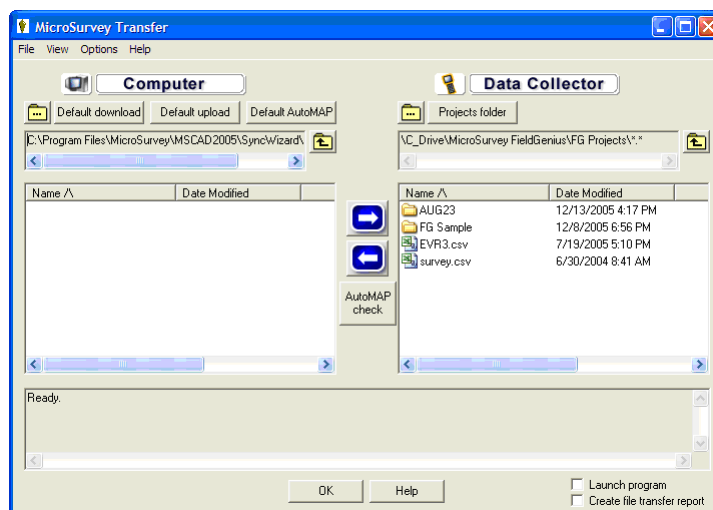 MicroSurvey Transfer
File View Options Help
Computer
Data Collector
... Default download Default upload Default AutoMAP
... Projects folder
C:\Program Files\MicroSurvey\MSCAD2005\SyncWizard\
\C_Drive\MicroSurvey FieldGenius\FG Projects\*.*
Name /\ Date Modified
Name /\ Date Modified
AUG23 12/13/2005 4:17 PM
FG Sample 12/8/2005 6:56 PM
EVR3.csv 7/19/2005 5:10 PM
survey.csv 6/30/2004 8:41 AM
AutoMAP
check
Ready.
OK Help
Launch program
Create file transfer report